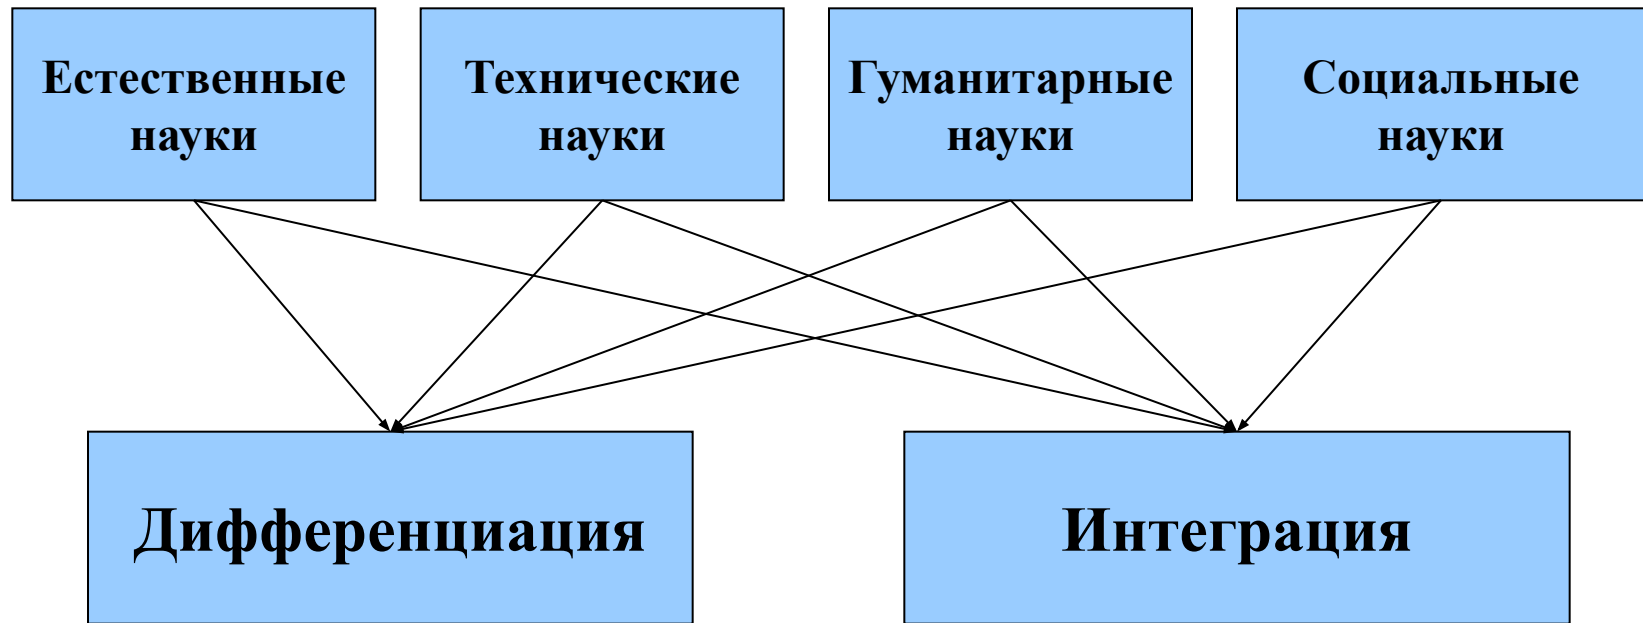 Естественные
науки
Технические
науки
Гуманитарные
науки
Социальные
науки
Дифференциация
Интеграция